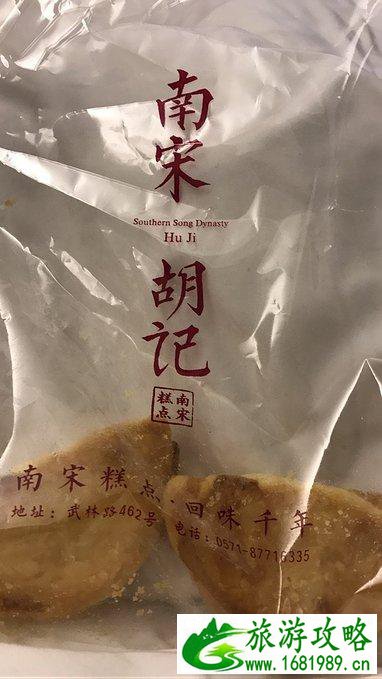 南宋
Southern Song Dynasty
Hu Ji
胡记
南宋
糕点
南宋糕点·回味千年
地址：武林路462号 电话：0571-87716335
旅游攻略
www.1681989.cn